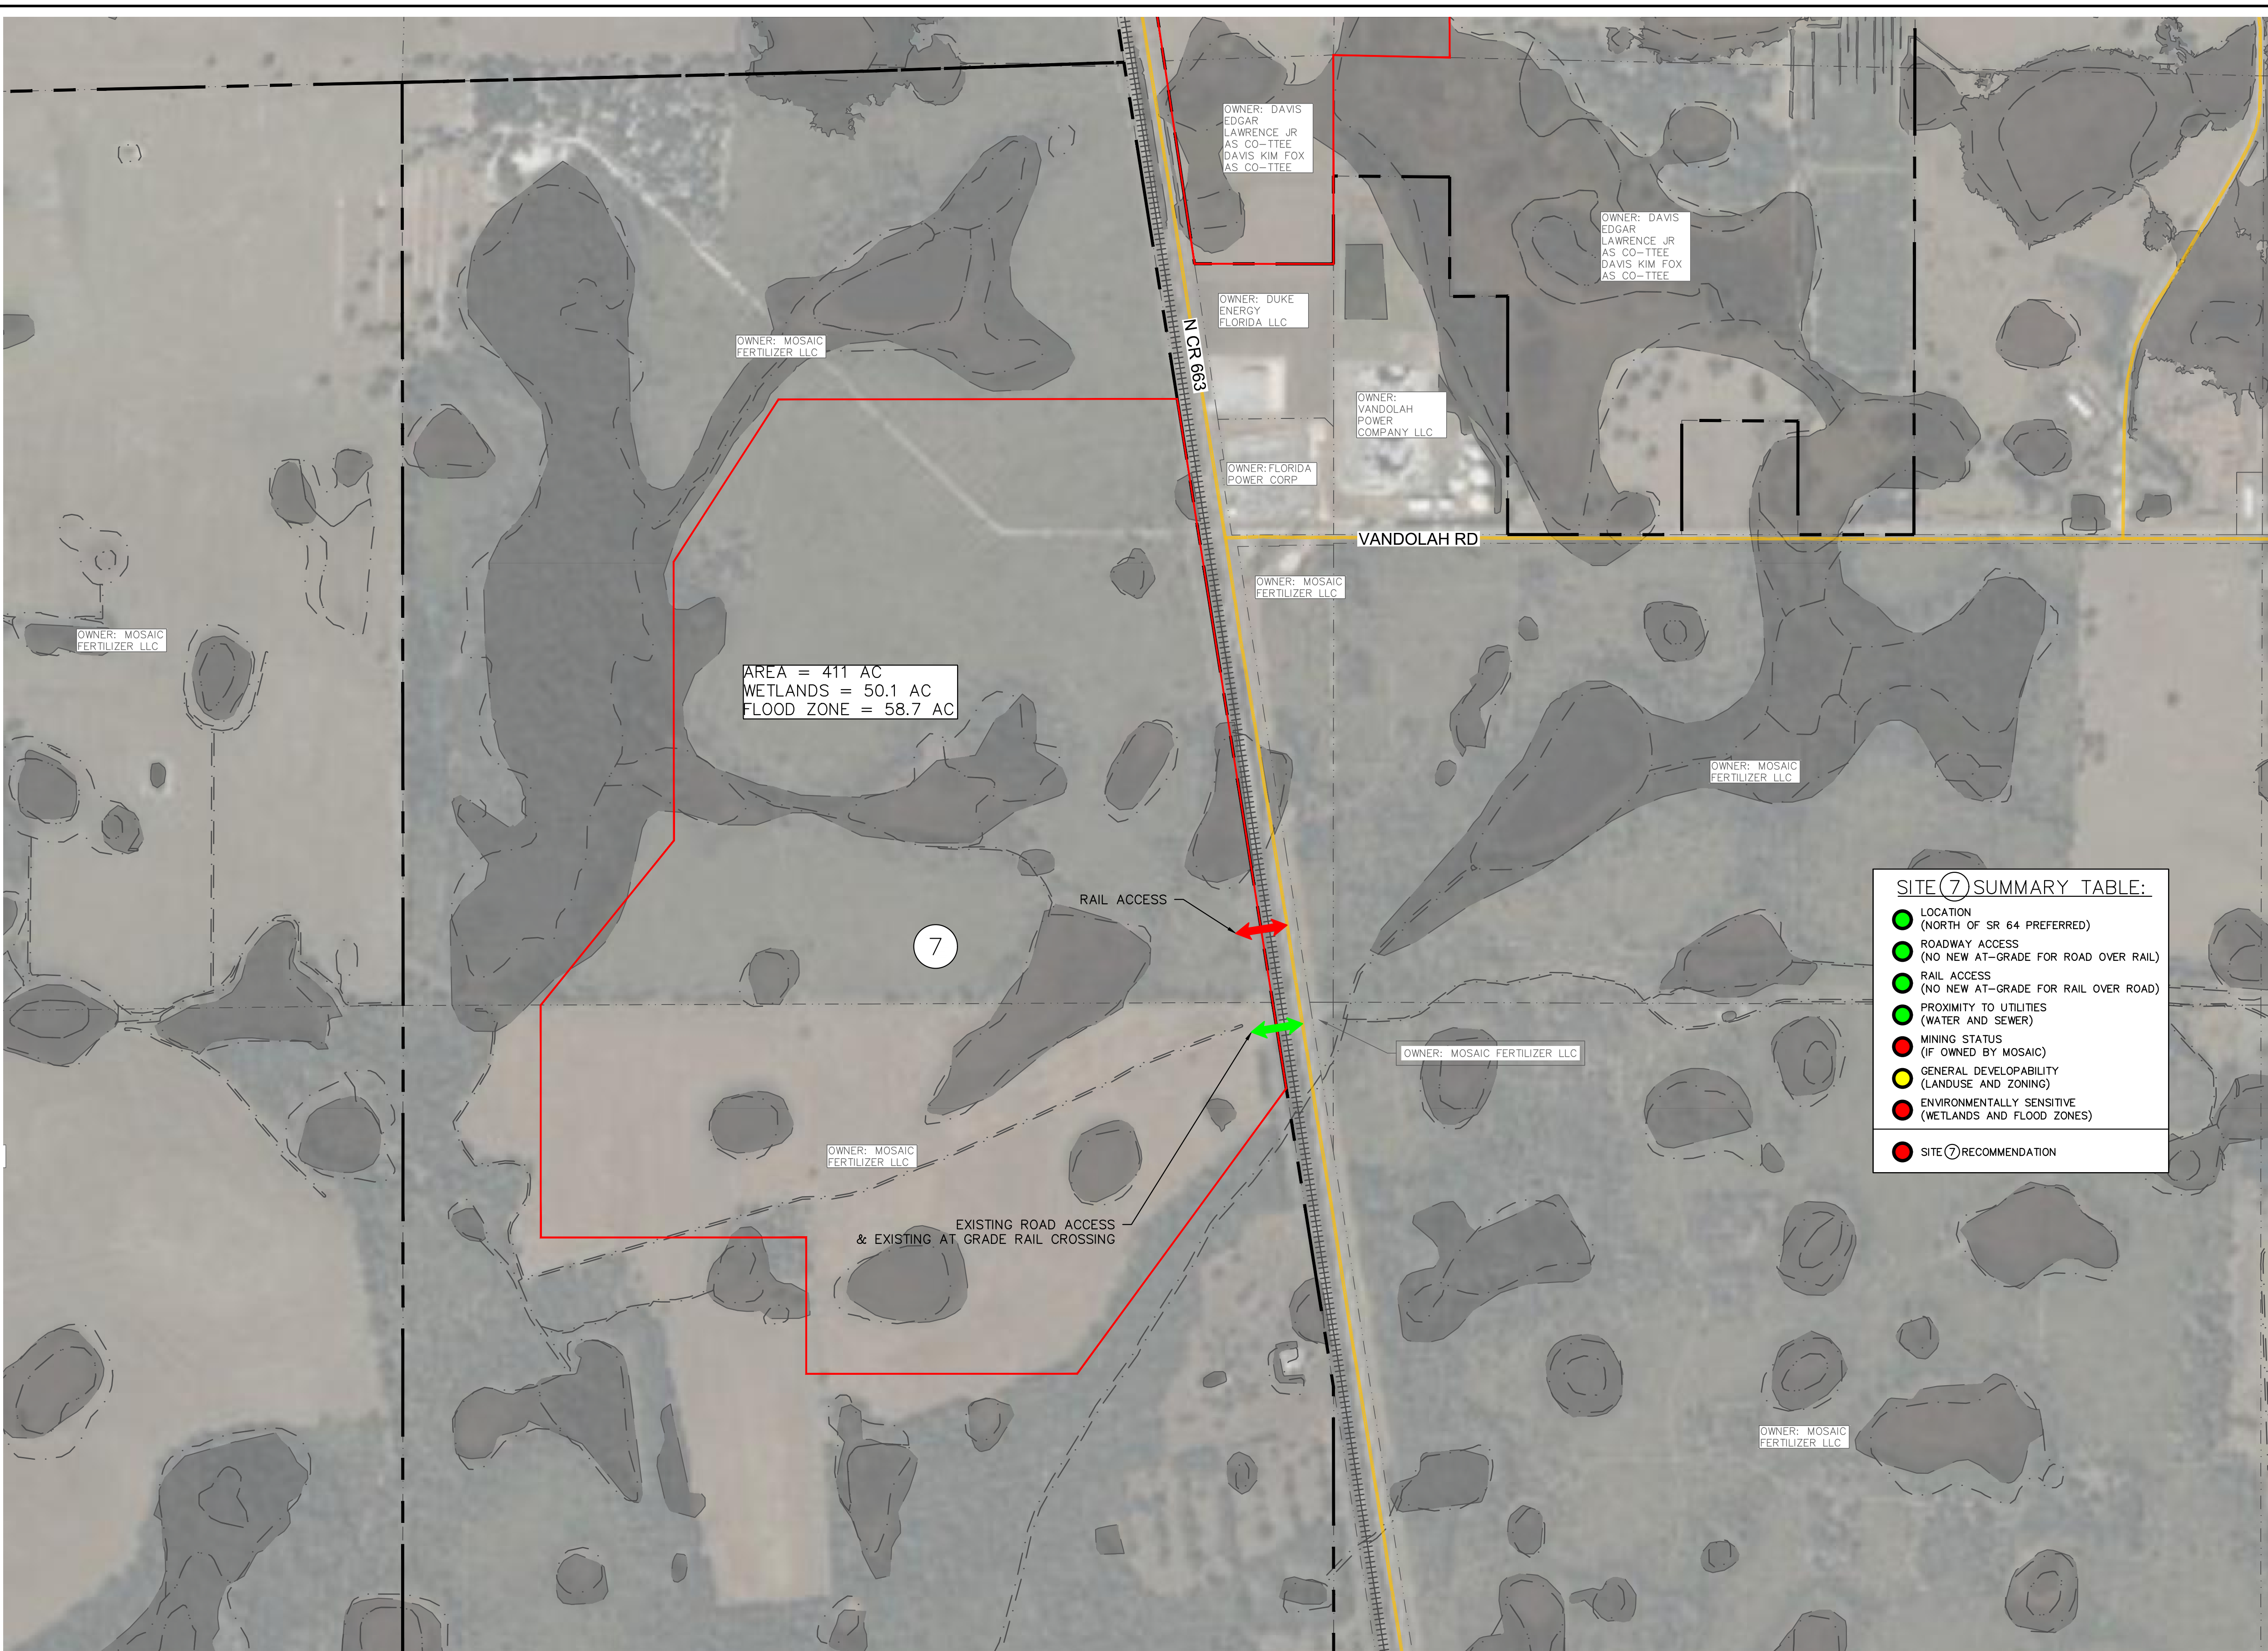 OWNER: DAVIS
EDGAR
LAWRENCE JR
AS CO-TTEE
DAVIS KIM FOX
AS CO-TTEE
OWNER: DAVIS
EDGAR
LAWRENCE JR
AS CO-TTEE
DAVIS KIM FOX
AS CO-TTEE
OWNER: DUKE
ENERGY
FLORIDA LLC
N CR 663
OWNER: MOSAIC
FERTILIZER LLC
OWNER:
VANDOLAH
POWER
COMPANY LLC
OWNER: FLORIDA
POWER CORP
VANDOLAH RD
OWNER: MOSAIC
FERTILIZER LLC
OWNER: MOSAIC
FERTILIZER LLC
AREA = 411 AC
WETLANDS = 50.1 AC
FLOOD ZONE = 58.7 AC
OWNER: MOSAIC
FERTILIZER LLC
RAIL ACCESS
7
OWNER: MOSAIC FERTILIZER LLC
OWNER: MOSAIC
FERTILIZER LLC
EXISTING ROAD ACCESS
& EXISTING AT GRADE RAIL CROSSING
SITE 7 SUMMARY TABLE:
LOCATION
(NORTH OF SR 64 PREFERRED)
ROADWAY ACCESS
(NO NEW AT-GRADE FOR ROAD OVER RAIL)
RAIL ACCESS
(NO NEW AT-GRADE FOR RAIL OVER ROAD)
PROXIMITY TO UTILITIES
(WATER AND SEWER)
MINING STATUS
(IF OWNED BY MOSAIC)
GENERAL DEVELOPABILITY
(LANDUSE AND ZONING)
ENVIRONMENTALLY SENSITIVE
(WETLANDS AND FLOOD ZONES)
SITE 7 RECOMMENDATION
OWNER: MOSAIC
FERTILIZER LLC